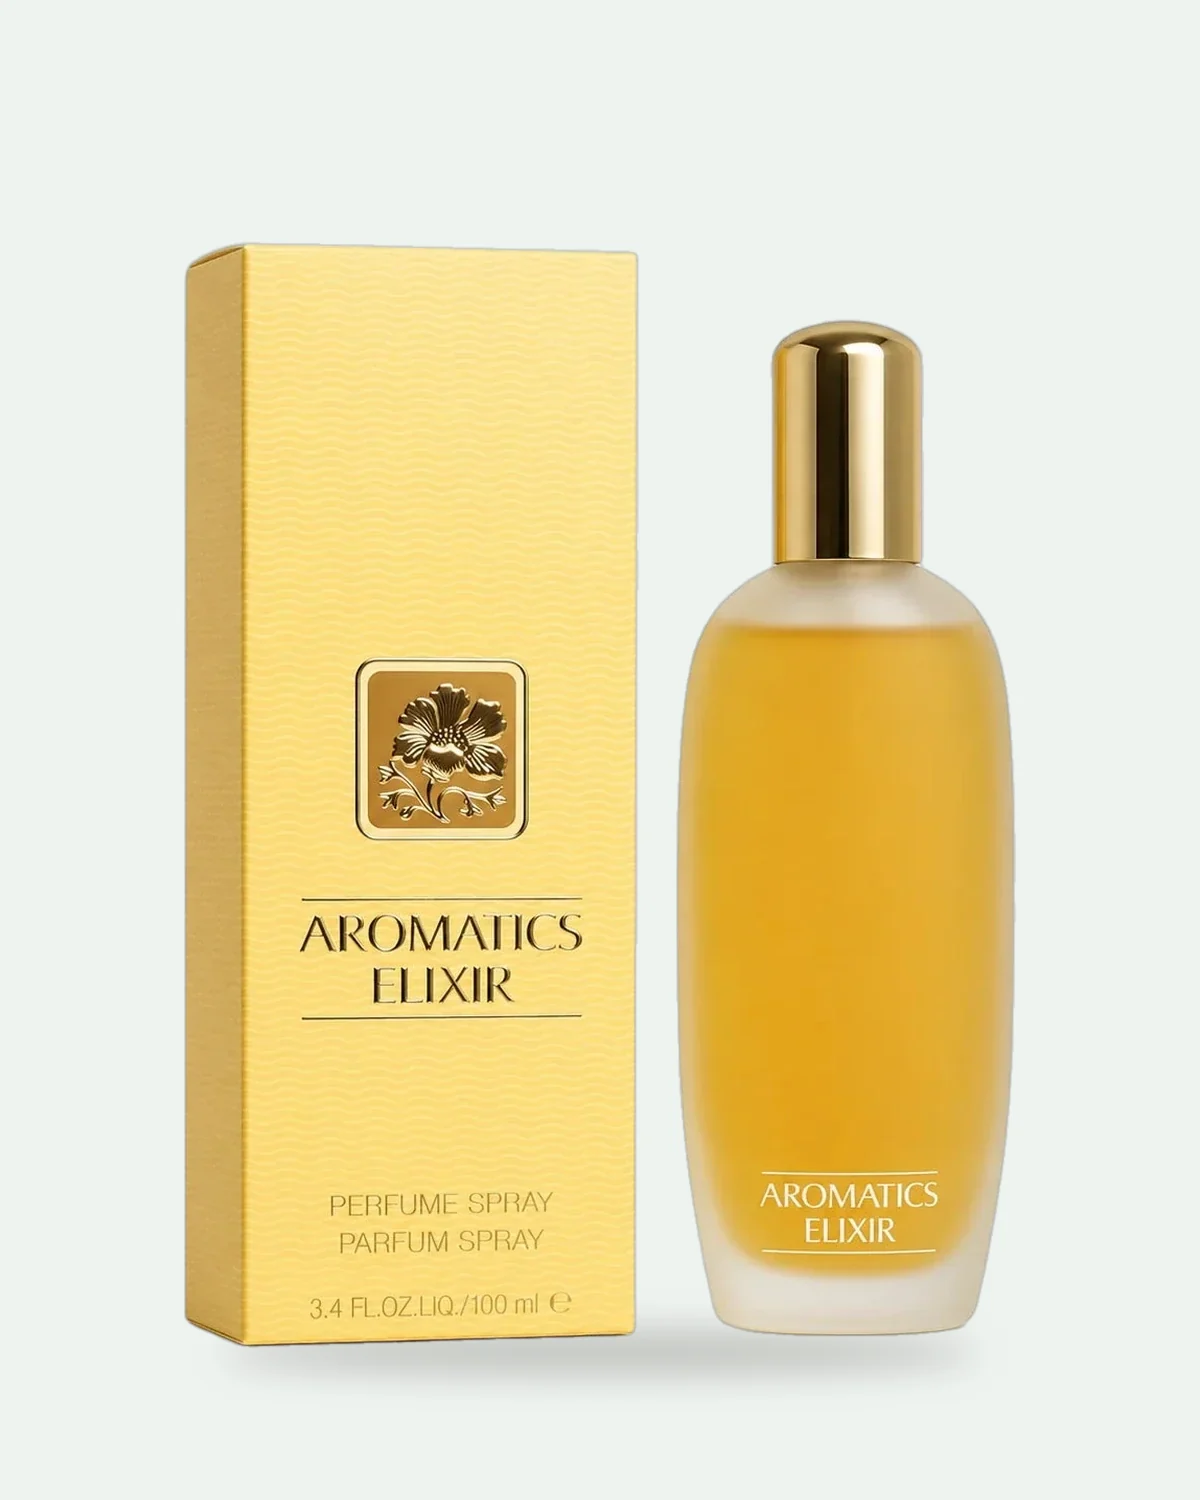 AROMATICS
ELIXIR
PERFUME SPRAY
PARFUM SPRAY
3.4 FL.OZ.LIQ./100 ml ℮
AROMATICS
ELIXIR